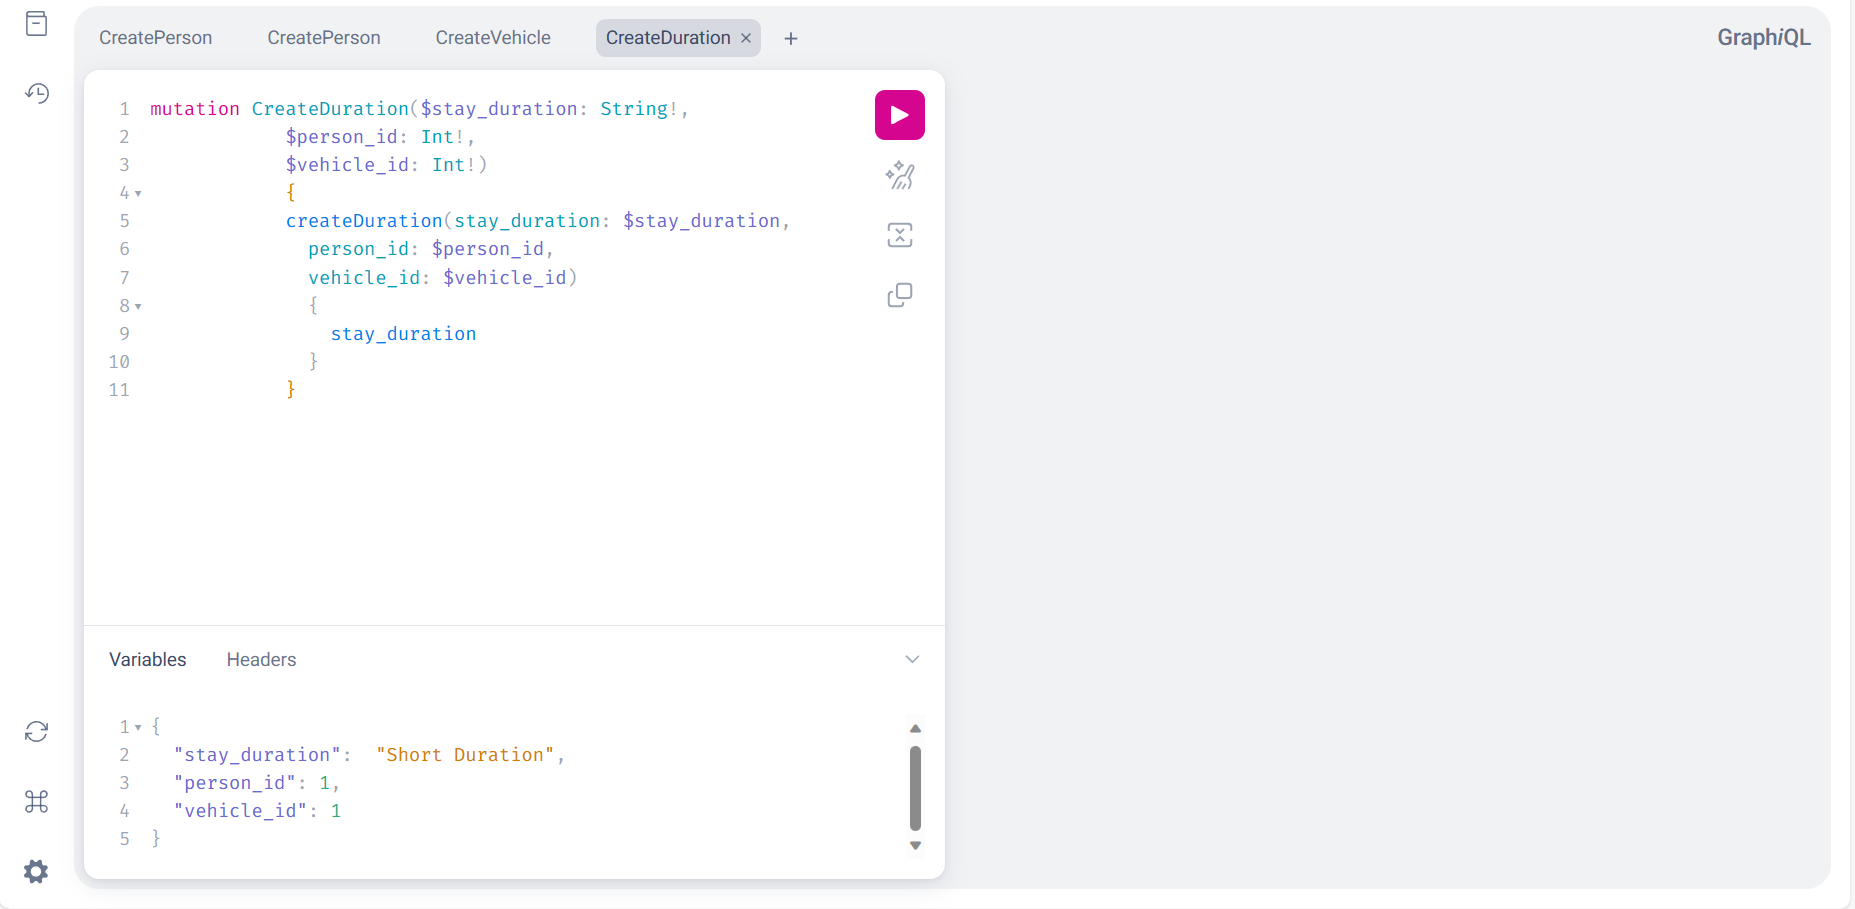 CreatePerson CreatePerson CreateVehicle CreateDuration × + GraphiQL
1 mutation CreateDuration($stay_duration: String!,
2 $person_id: Int!,
3 $vehicle_id: Int!)
4 {
5 createDuration(stay_duration: $stay_duration,
6 person_id: $person_id,
7 vehicle_id: $vehicle_id)
8 {
9 stay_duration
10 }
11 }
Variables Headers
1 {
2 "stay_duration":  "Short Duration",
3 "person_id": 1,
4 "vehicle_id": 1
5 }